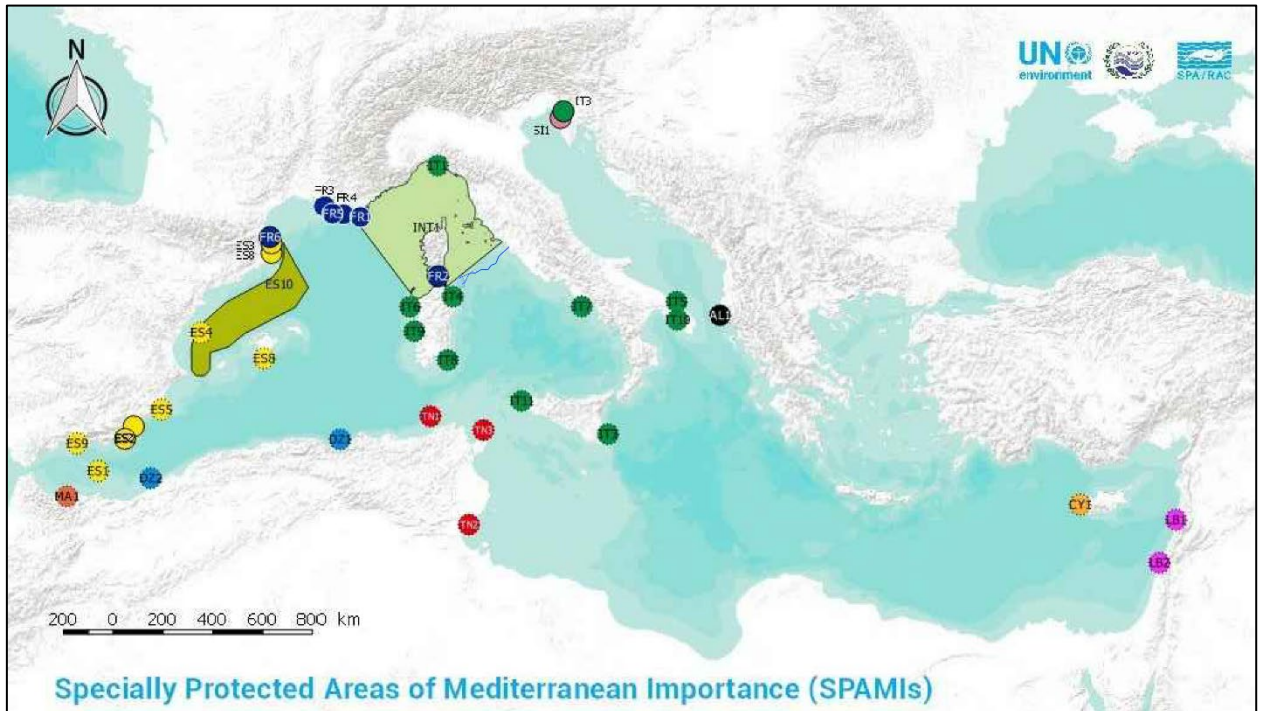 N
UN
environment
SPA/RAC
IT3
SI1
IT1
FR3
FR4
FR5
FR1
INT1
FR6
ES3
ES10
FR2
IT6
IT4
IT7
IT5
IT10
AL1
ES4
IT9
ES8
IT8
IT11
ES5
TN1
TN3
IT3
ES2
ES9
DZ1
ES1
DZ2
MA1
TN2
CY1
LB1
LB2
200 0 200 400 600 800 km
Specially Protected Areas of Mediterranean Importance (SPAMIs)